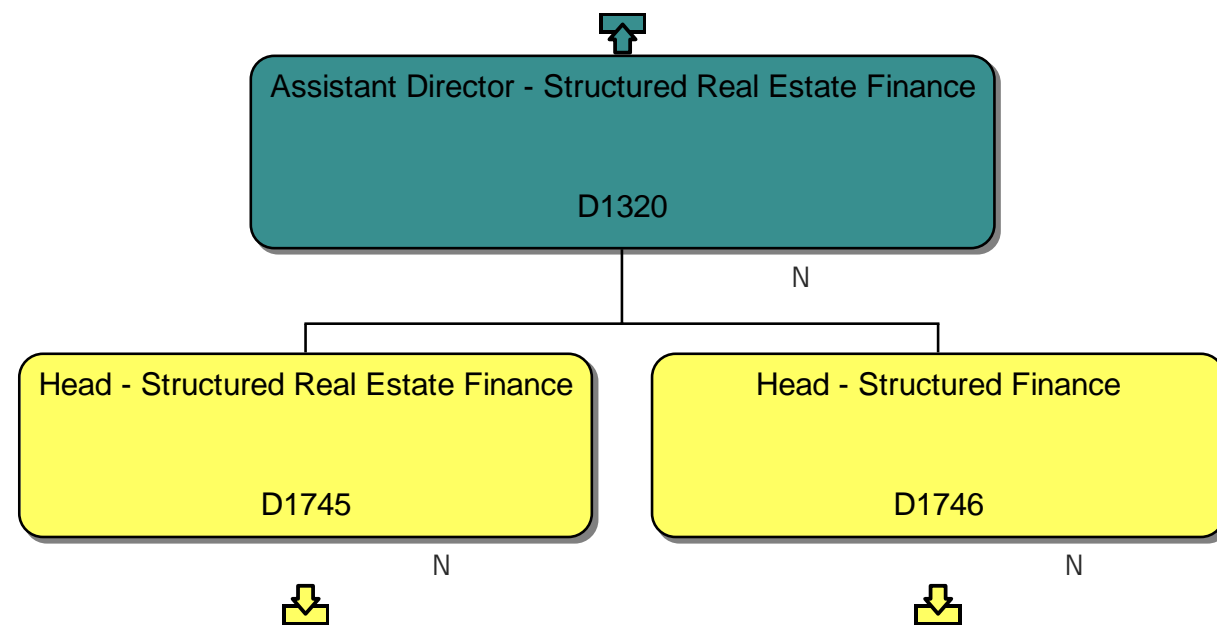 Assistant Director - Structured Real Estate Finance
D1320
N
Head - Structured Real Estate Finance
D1745
N
Head - Structured Finance
D1746
N